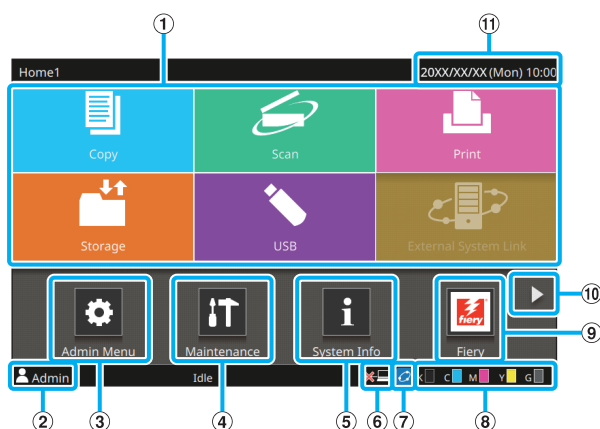 ① ⑪
Home1 20XX/XX/XX (Mon) 10:00
Copy Scan Print
Storage USB External System Link
fiery
⑩
⑨
Admin Menu Maintenance System Info Fiery
Admin Idle K C M Y G
② ③ ④ ⑤ ⑥ ⑦ ⑧